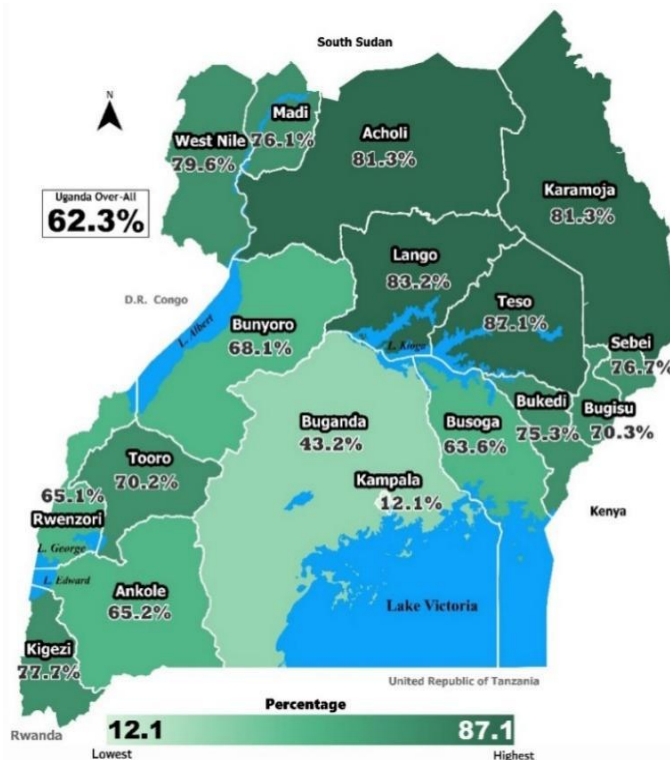 South Sudan
N
Madi
76.1%
West Nile
79.6%
Acholi
81.3%
Karamoja
81.3%
Uganda Over-All
62.3%
Lango
83.2%
D.R. Congo
Teso
87.1%
L. Albert
Bunyoro
68.1%
L. Kioga
Sebei
76.7%
Bukedi
75.3%
Bugisu
70.3%
Buganda
43.2%
Busoga
63.6%
Tooro
70.2%
Kampala
12.1%
65.1%
Rwenzori
Kenya
L. George
L. Edward
Ankole
65.2%
Lake Victoria
Kigezi
77.7%
United Republic of Tanzania
Rwanda
Percentage
12.1
87.1
Lowest
Highest